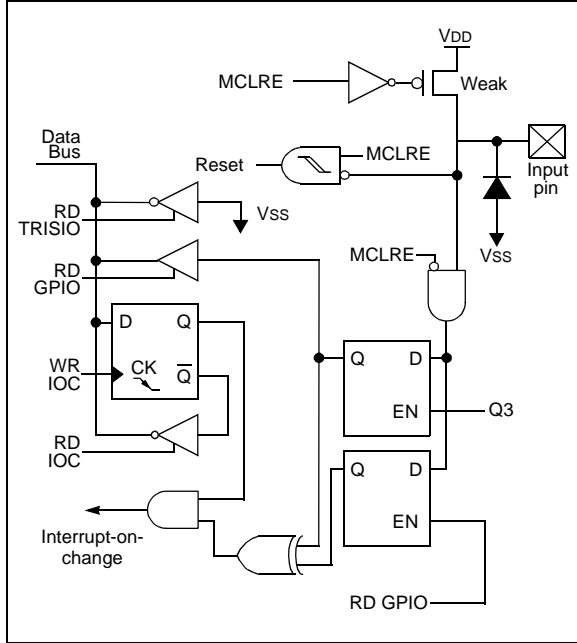 VDD
MCLRE
Weak
Data
Bus
Reset
MCLRE
Input
pin
RD
TRISIO
VSS
VSS
MCLRE
RD
GPIO
D
Q
Q
D
WR
IOC
CK
Q
EN
Q3
RD
IOC
Q
D
EN
Interrupt-on-
change
RD GPIO